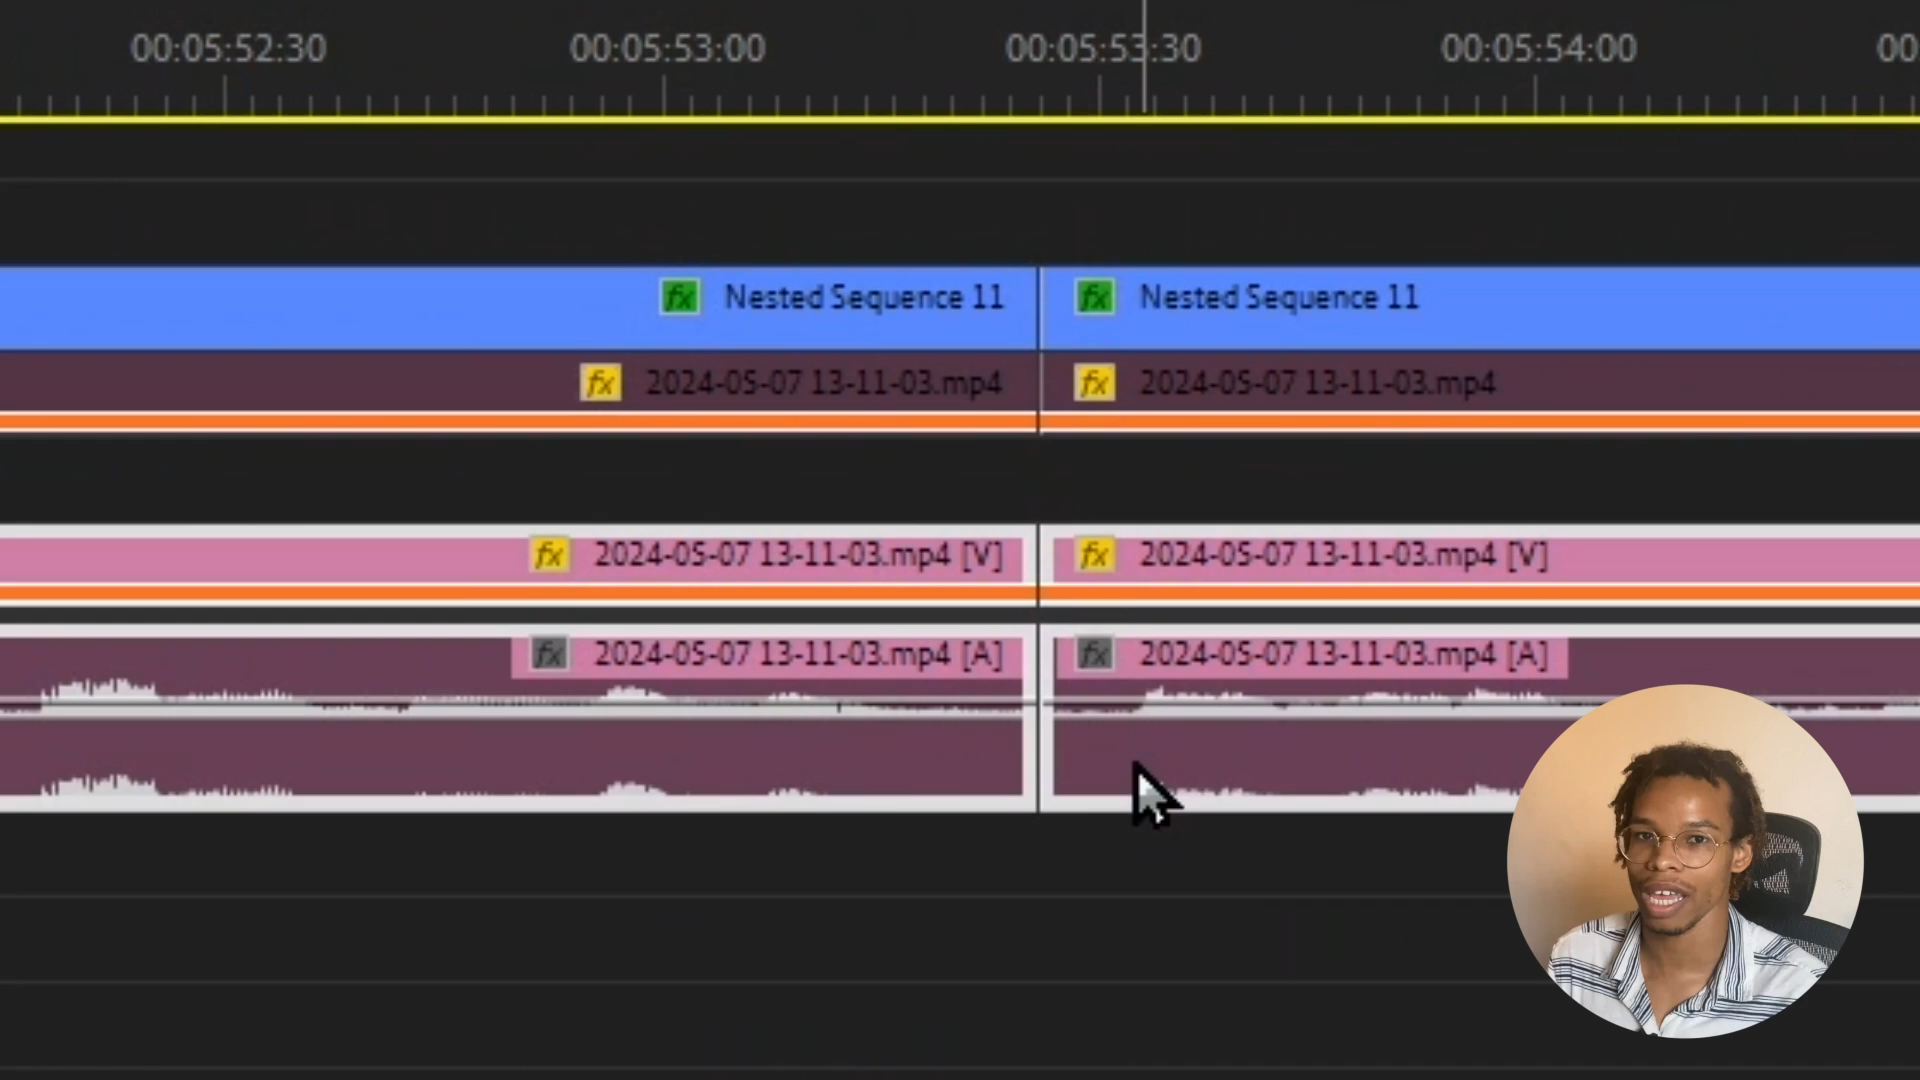 00:05:52:30 00:05:53:00 00:05:53:30 00:05:54:00 00
fx Nested Sequence 11 fx Nested Sequence 11
fx 2024-05-07 13-11-03.mp4 fx 2024-05-07 13-11-03.mp4
fx 2024-05-07 13-11-03.mp4 [V] fx 2024-05-07 13-11-03.mp4 [V]
fx 2024-05-07 13-11-03.mp4 [A] fx 2024-05-07 13-11-03.mp4 [A]